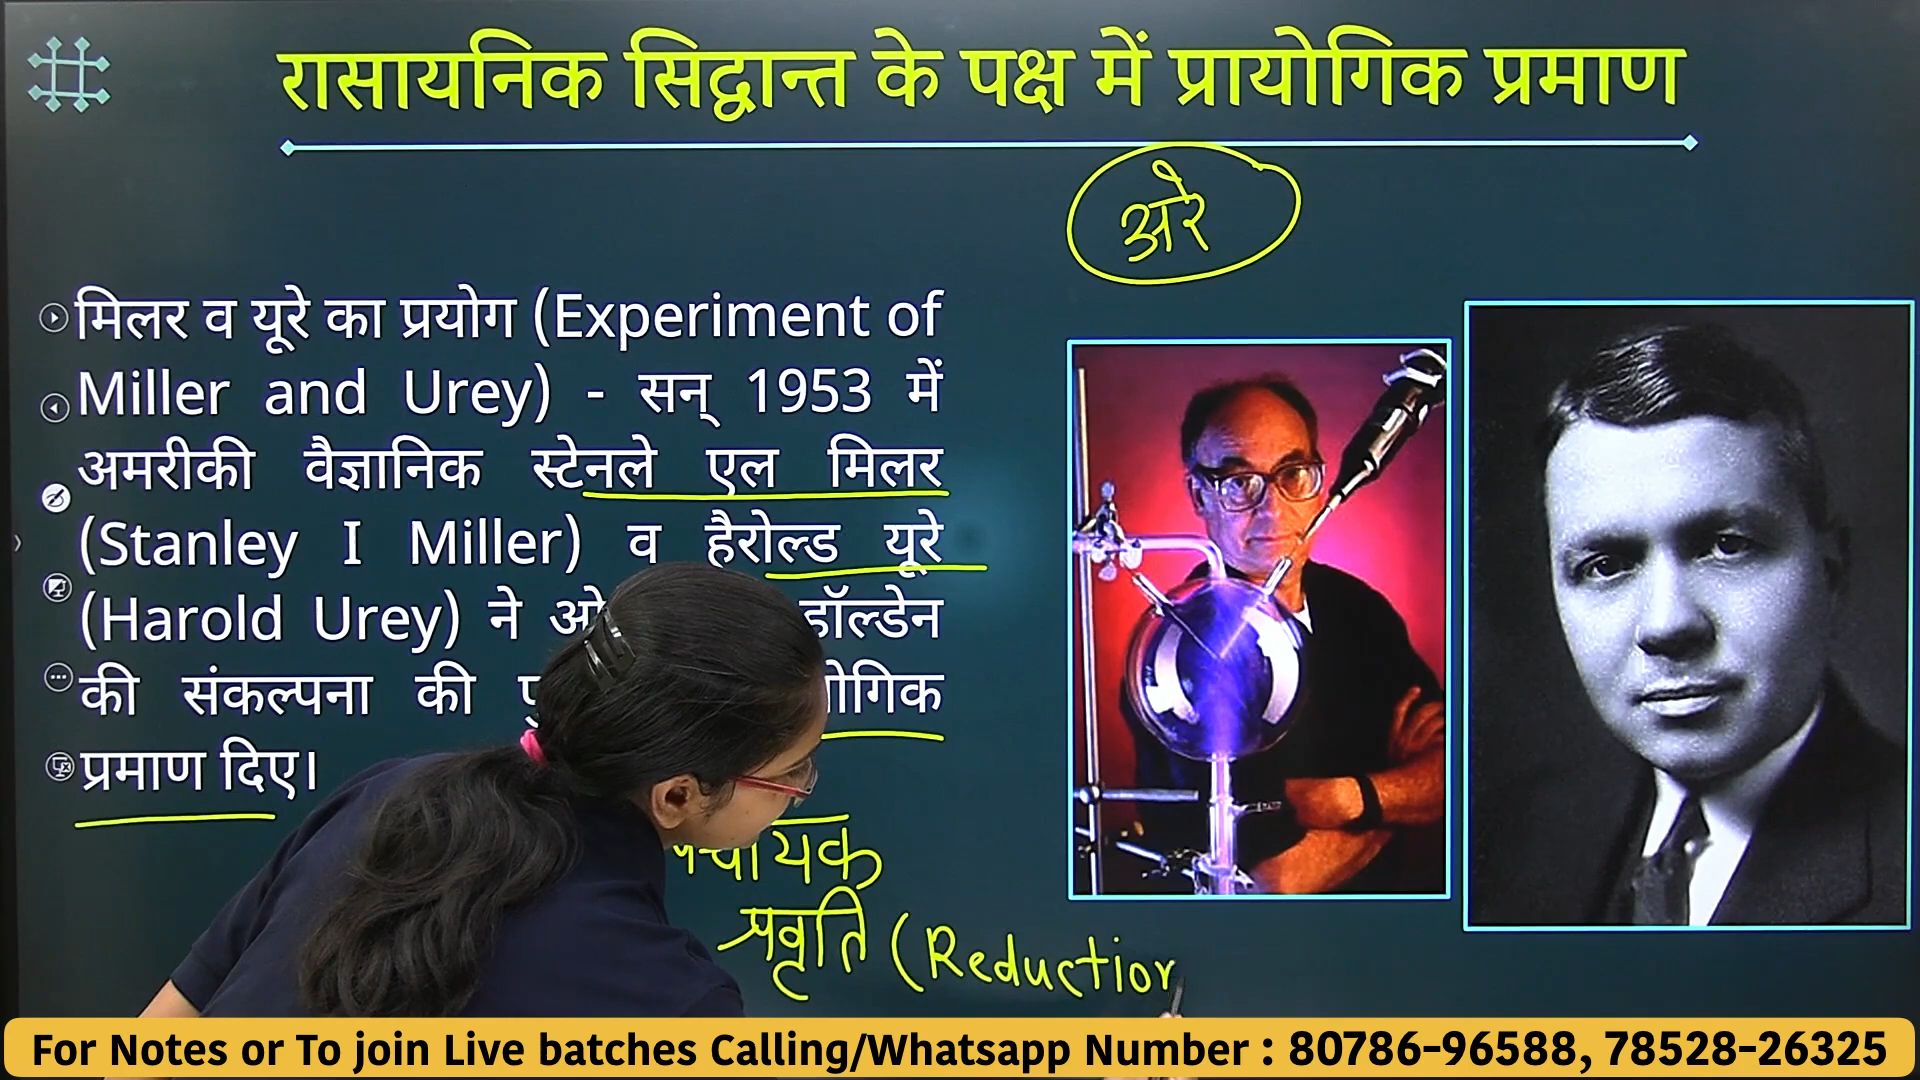 रासायनिक सिद्धान्त के पक्ष में प्रायोगिक प्रमाण
अरे
मिलर व यूरे का प्रयोग (Experiment of
Miller and Urey) - सन् 1953 में
अमरीकी वैज्ञानिक स्टेनले एल मिलर
(Stanley I Miller) व हैरोल्ड यूरे
(Harold Urey) ने हॉल्डेन
की संकल्पना की
प्रमाण दिए।
प्रवृति (Reduction
For Notes or To join Live batches Calling/Whatsapp Number : 80786-96588, 78528-26325